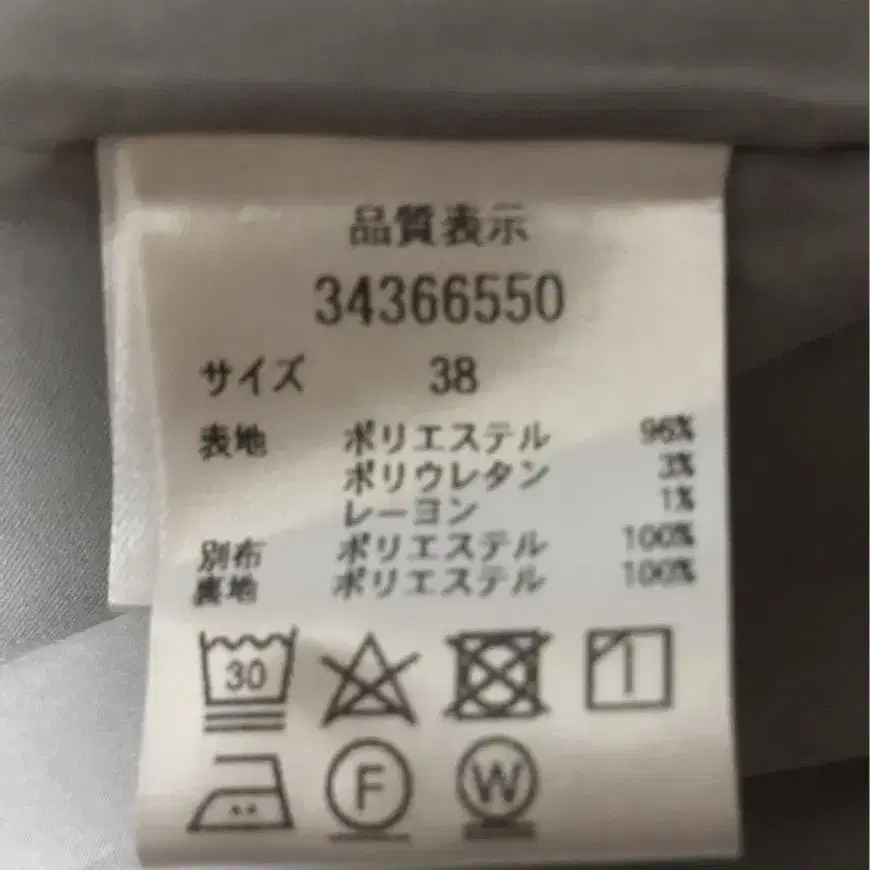 品質表示
34366550
サイズ 38
表地 ポリエステル 96%
ポリウレタン 3%
レーヨン 1%
別布 ポリエステル 100%
裏地 ポリエステル 100%
30
F W